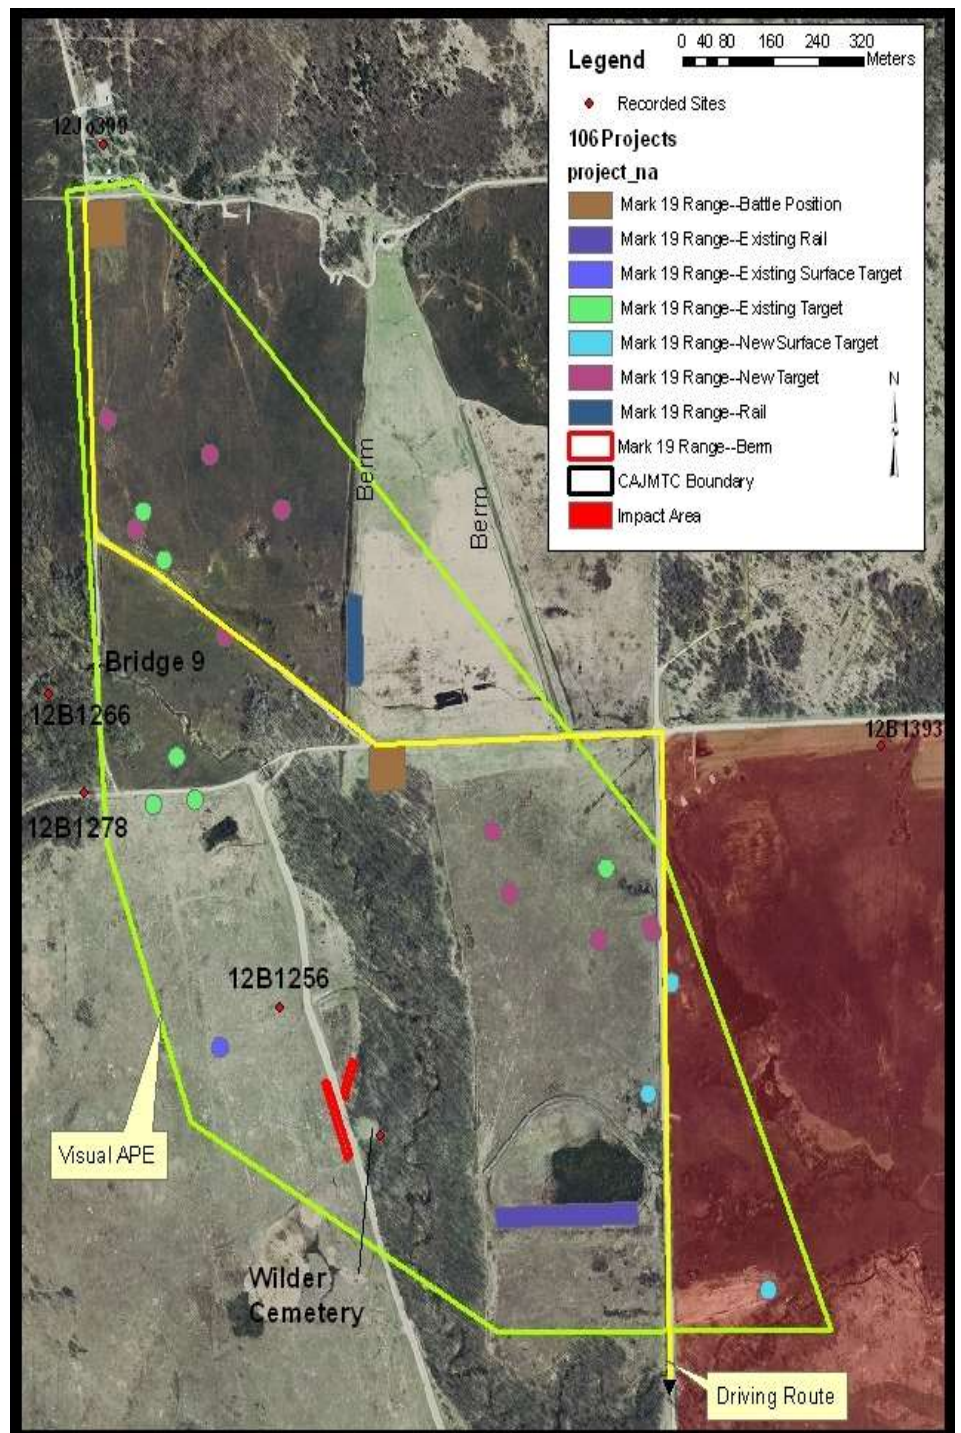 Legend
0 40 80 160 240 320
Meters
Recorded Sites
106 Projects
project_na
Mark 19 Range--Battle Position
Mark 19 Range--Existing Rail
Mark 19 Range--Existing Surface Target
Mark 19 Range--Existing Target
Mark 19 Range--New Surface Target
Mark 19 Range--New Target
N
Mark 19 Range--Rail
Mark 19 Range--Berm
CAJMTC Boundary
Impact Area
12Jo399
Berm
Berm
Bridge 9
12B1266
12B1393
12B1278
12B1256
Visual APE
Wilder
Cemetery
Driving Route